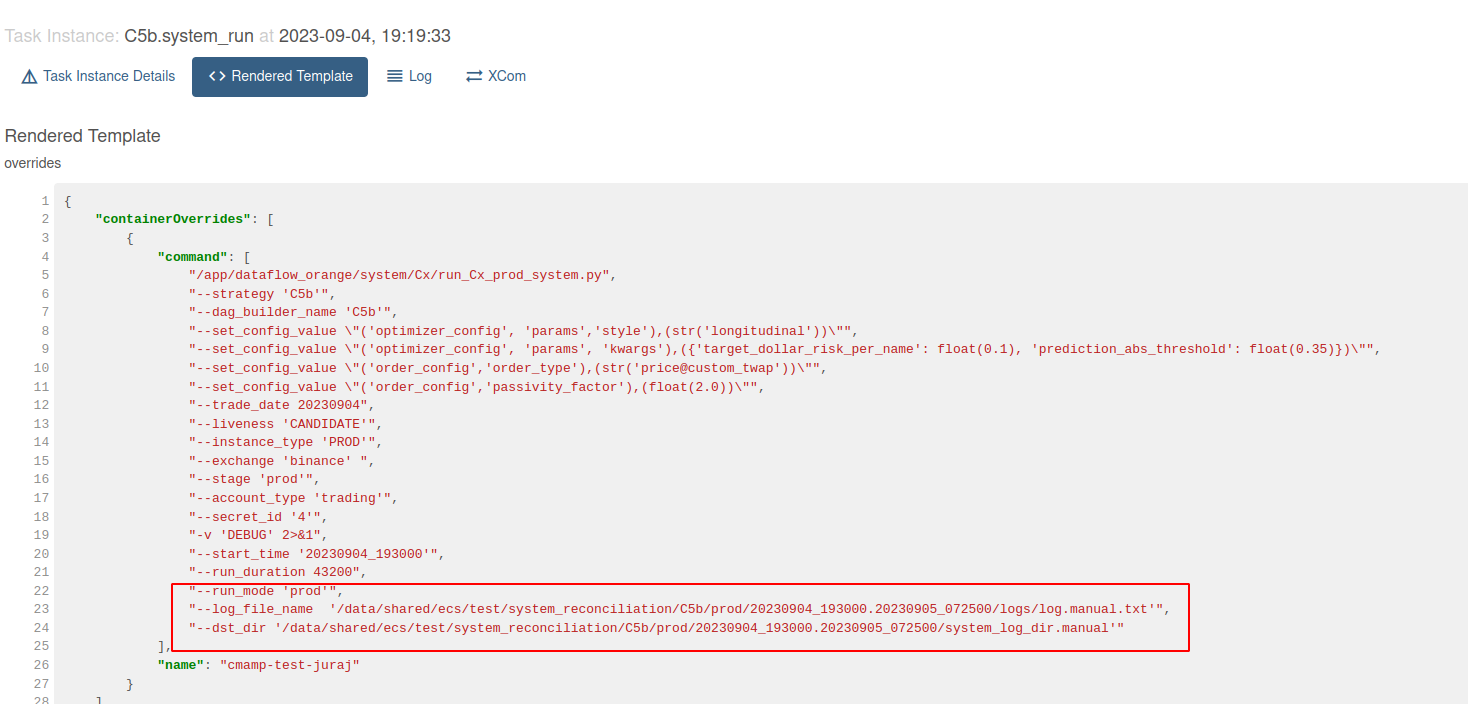 Task Instance: C5b.system_run at 2023-09-04, 19:19:33
Task Instance Details Rendered Template Log XCom
Rendered Template
overrides
1 {
2     "containerOverrides": [
3         {
4             "command": [
5                 "/app/dataflow_orange/system/Cx/run_Cx_prod_system.py",
6                 "--strategy 'C5b'",
7                 "--dag_builder_name 'C5b'",
8                 "--set_config_value \"('optimizer_config', 'params','style'),(str('longitudinal'))\"",
9                 "--set_config_value \"('optimizer_config', 'params', 'kwargs'),({'target_dollar_risk_per_name': float(0.1), 'prediction_abs_threshold': float(0.35)})\"",
10                 "--set_config_value \"('order_config','order_type'),(str('price@custom_twap'))\"",
11                 "--set_config_value \"('order_config','passivity_factor'),(float(2.0))\"",
12                 "--trade_date 20230904",
13                 "--liveness 'CANDIDATE'",
14                 "--instance_type 'PROD'",
15                 "--exchange 'binance' ",
16                 "--stage 'prod'",
17                 "--account_type 'trading'",
18                 "--secret_id '4'",
19                 "-v 'DEBUG' 2>&1",
20                 "--start_time '20230904_193000'",
21                 "--run_duration 43200",
22                 "--run_mode 'prod'",
23                 "--log_file_name  '/data/shared/ecs/test/system_reconciliation/C5b/prod/20230904_193000.20230905_072500/logs/log.manual.txt'",
24                 "--dst_dir '/data/shared/ecs/test/system_reconciliation/C5b/prod/20230904_193000.20230905_072500/system_log_dir.manual'"
25             ],
26             "name": "cmamp-test-juraj"
27         }
28     ]